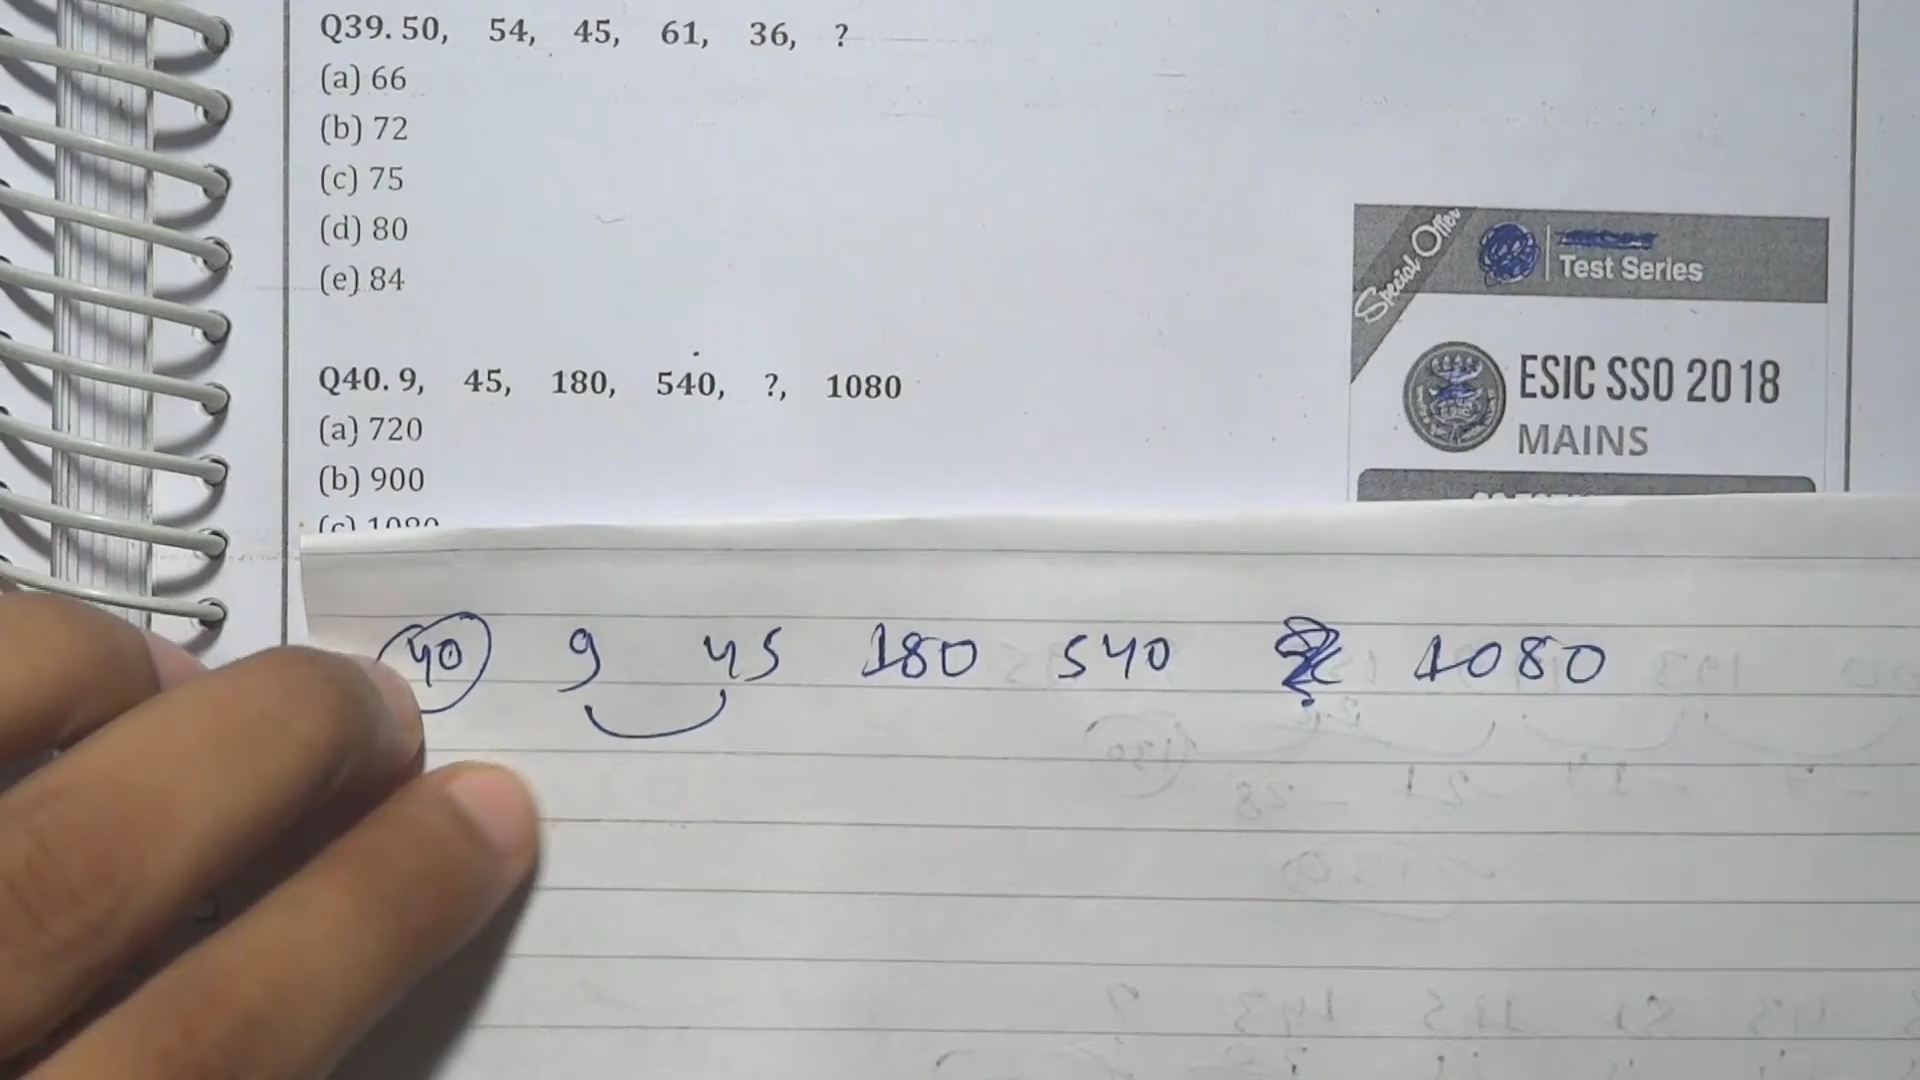 Q39. 50, 54, 45, 61, 36, ?
(a) 66
(b) 72
(c) 75
(d) 80
(e) 84
Special Offer
Test Series
ESIC SSO 2018
MAINS
Q40. 9, 45, 180, 540, ?, 1080
(a) 720
(b) 900
(c) 1080
40 9 45 180 540 ? 1080